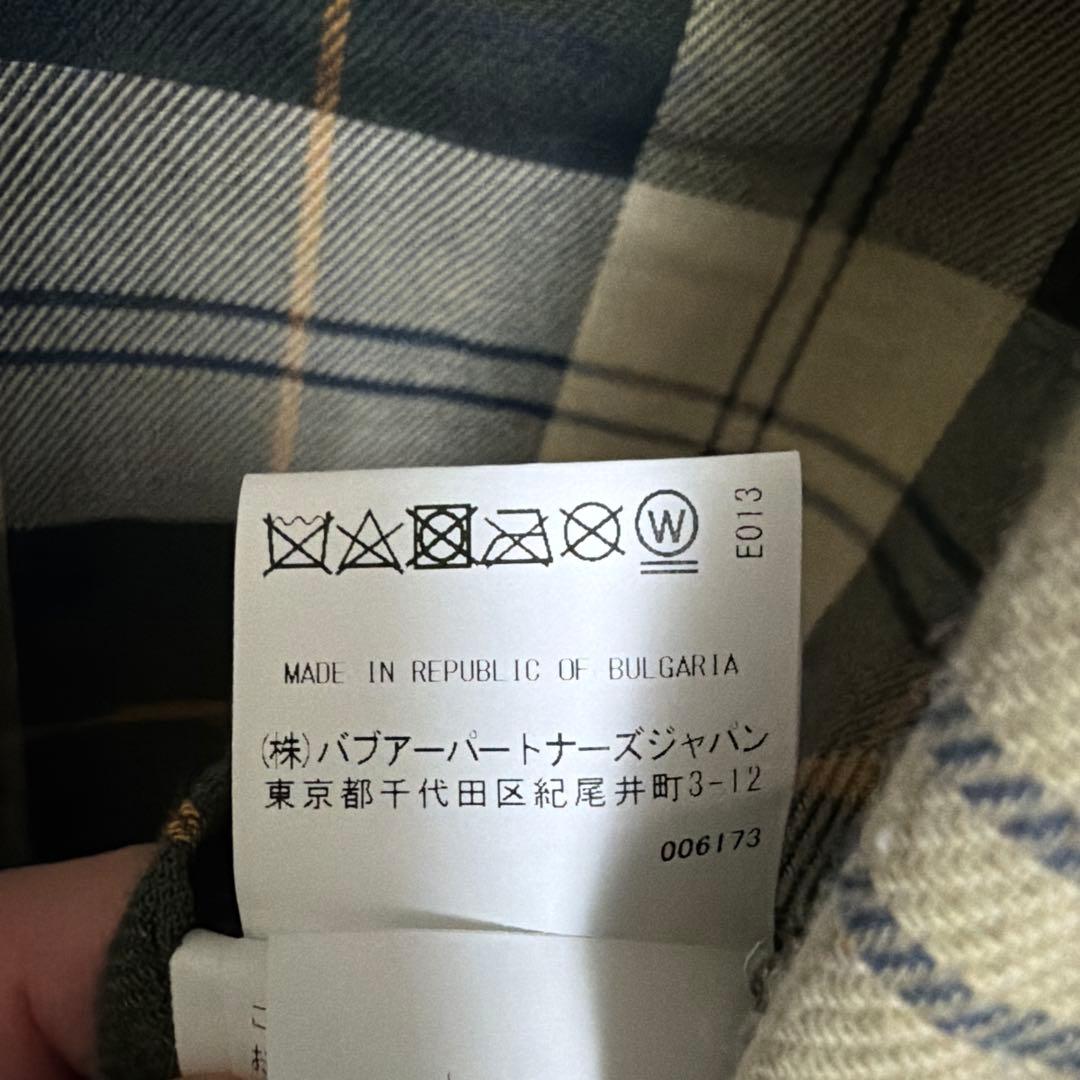 W
E013
MADE IN REPUBLIC OF BULGARIA
(株)バブアーパートナーズジャパン
東京都千代田区紀尾井町3-12
006173